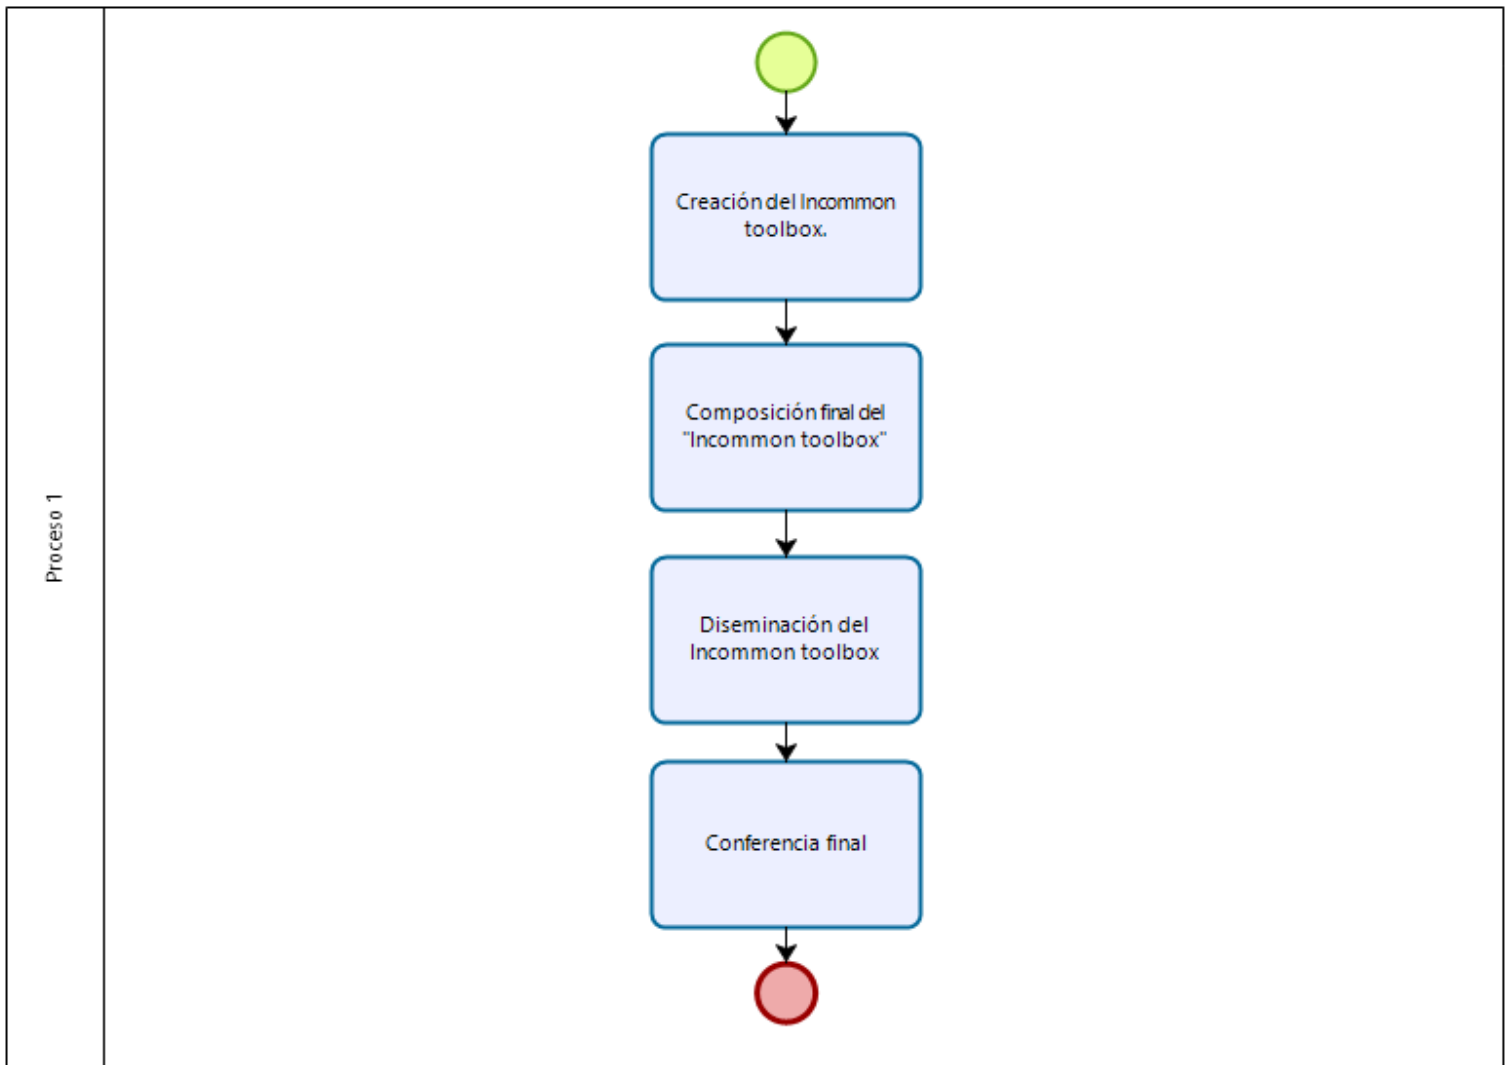 Creación del Incommon
toolbox.
Composición final del
"Incommon toolbox"
Proceso 1
Diseminación del
Incommon toolbox
Conferencia final